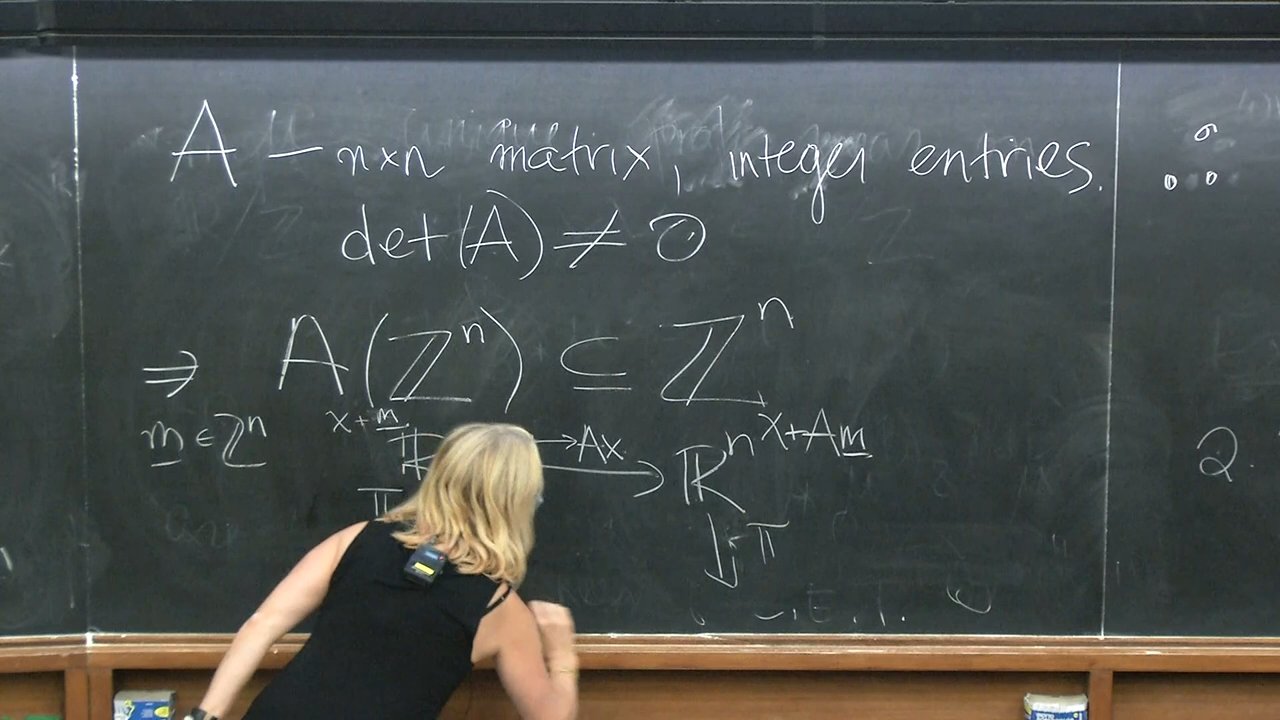 A — n×n matrix, integer entries.
det(A) ≠ 0
⇒ A(ℤⁿ) ⊆ ℤⁿ
m ∈ ℤⁿ x+m ℝ → Ax ℝⁿ x+Am
π ↓ π
2.